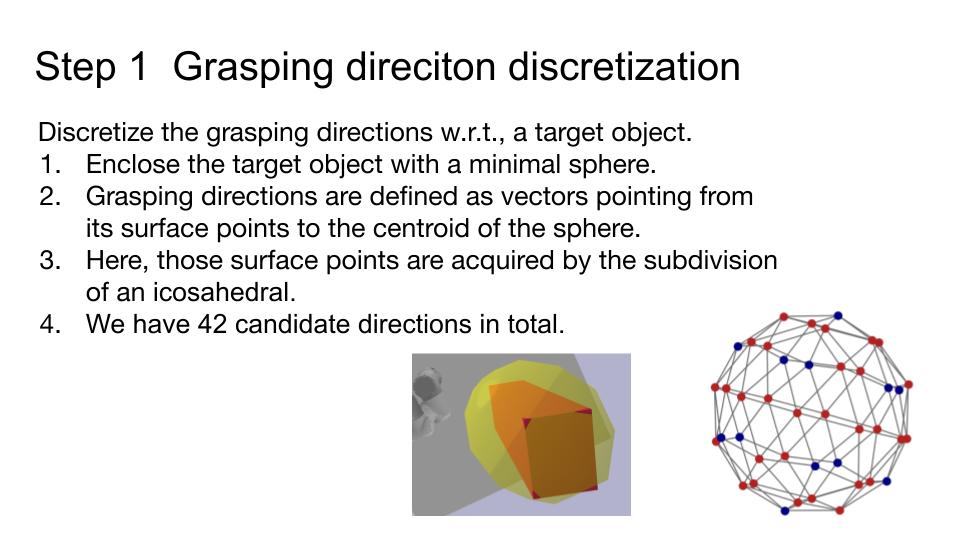 Step 1  Grasping direciton discretization
Discretize the grasping directions w.r.t., a target object.
1. Enclose the target object with a minimal sphere.
2. Grasping directions are defined as vectors pointing from
its surface points to the centroid of the sphere.
3. Here, those surface points are acquired by the subdivision
of an icosahedral.
4. We have 42 candidate directions in total.